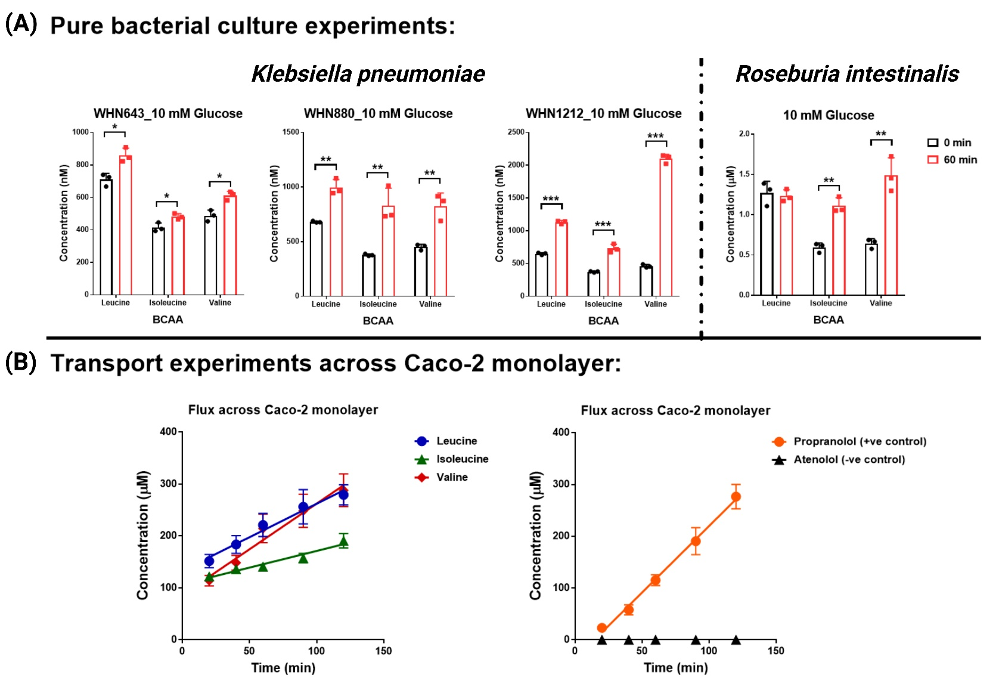 (A) Pure bacterial culture experiments:
Klebsiella pneumoniae
Roseburia intestinalis
WHN643_10 mM Glucose
1000
800
600
400
200
0
Concentration (nM)
*
*
*
Leucine Isoleucine Valine
BCAA
WHN880_10 mM Glucose
1500
1000
500
0
Concentration (nM)
**
**
**
Leucine Isoleucine Valine
BCAA
WHN1212_10 mM Glucose
2500
2000
1500
1000
500
0
Concentration (nM)
***
***
***
Leucine Isoleucine Valine
BCAA
10 mM Glucose
2.0
1.5
1.0
0.5
0.0
Concentration (µM)
**
**
Leucine Isoleucine Valine
BCAA
0 min
60 min
(B) Transport experiments across Caco-2 monolayer:
Flux across Caco-2 monolayer
400
300
200
100
0
Concentration (µM)
0 50 100 150
Time (min)
Leucine
Isoleucine
Valine
Flux across Caco-2 monolayer
400
300
200
100
0
Concentration (µM)
0 50 100 150
Time (min)
Propranolol (+ve control)
Atenolol (-ve control)